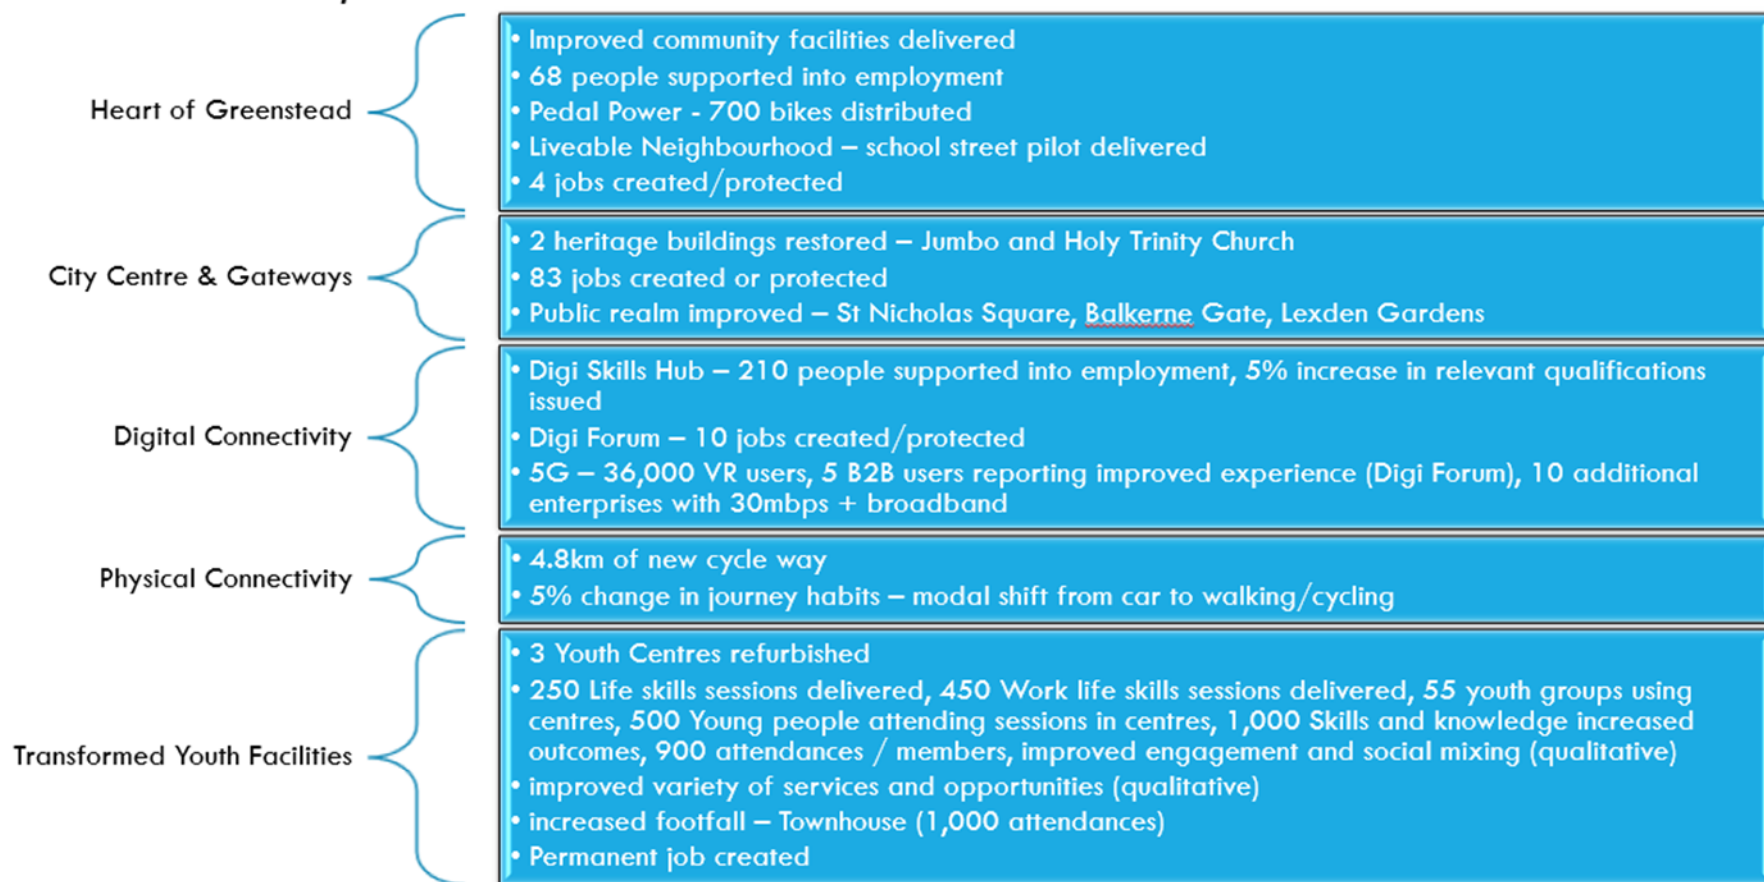 Heart of Greenstead
• Improved community facilities delivered
• 68 people supported into employment
• Pedal Power - 700 bikes distributed
• Liveable Neighbourhood – school street pilot delivered
• 4 jobs created/protected
City Centre & Gateways
• 2 heritage buildings restored – Jumbo and Holy Trinity Church
• 83 jobs created or protected
• Public realm improved – St Nicholas Square, Balkerne Gate, Lexden Gardens
Digital Connectivity
• Digi Skills Hub – 210 people supported into employment, 5% increase in relevant qualifications
issued
• Digi Forum – 10 jobs created/protected
• 5G – 36,000 VR users, 5 B2B users reporting improved experience (Digi Forum), 10 additional
enterprises with 30mbps + broadband
Physical Connectivity
• 4.8km of new cycle way
• 5% change in journey habits – modal shift from car to walking/cycling
Transformed Youth Facilities
• 3 Youth Centres refurbished
• 250 Life skills sessions delivered, 450 Work life skills sessions delivered, 55 youth groups using
centres, 500 Young people attending sessions in centres, 1,000 Skills and knowledge increased
outcomes, 900 attendances / members, improved engagement and social mixing (qualitative)
• improved variety of services and opportunities (qualitative)
• increased footfall – Townhouse (1,000 attendances)
• Permanent job created